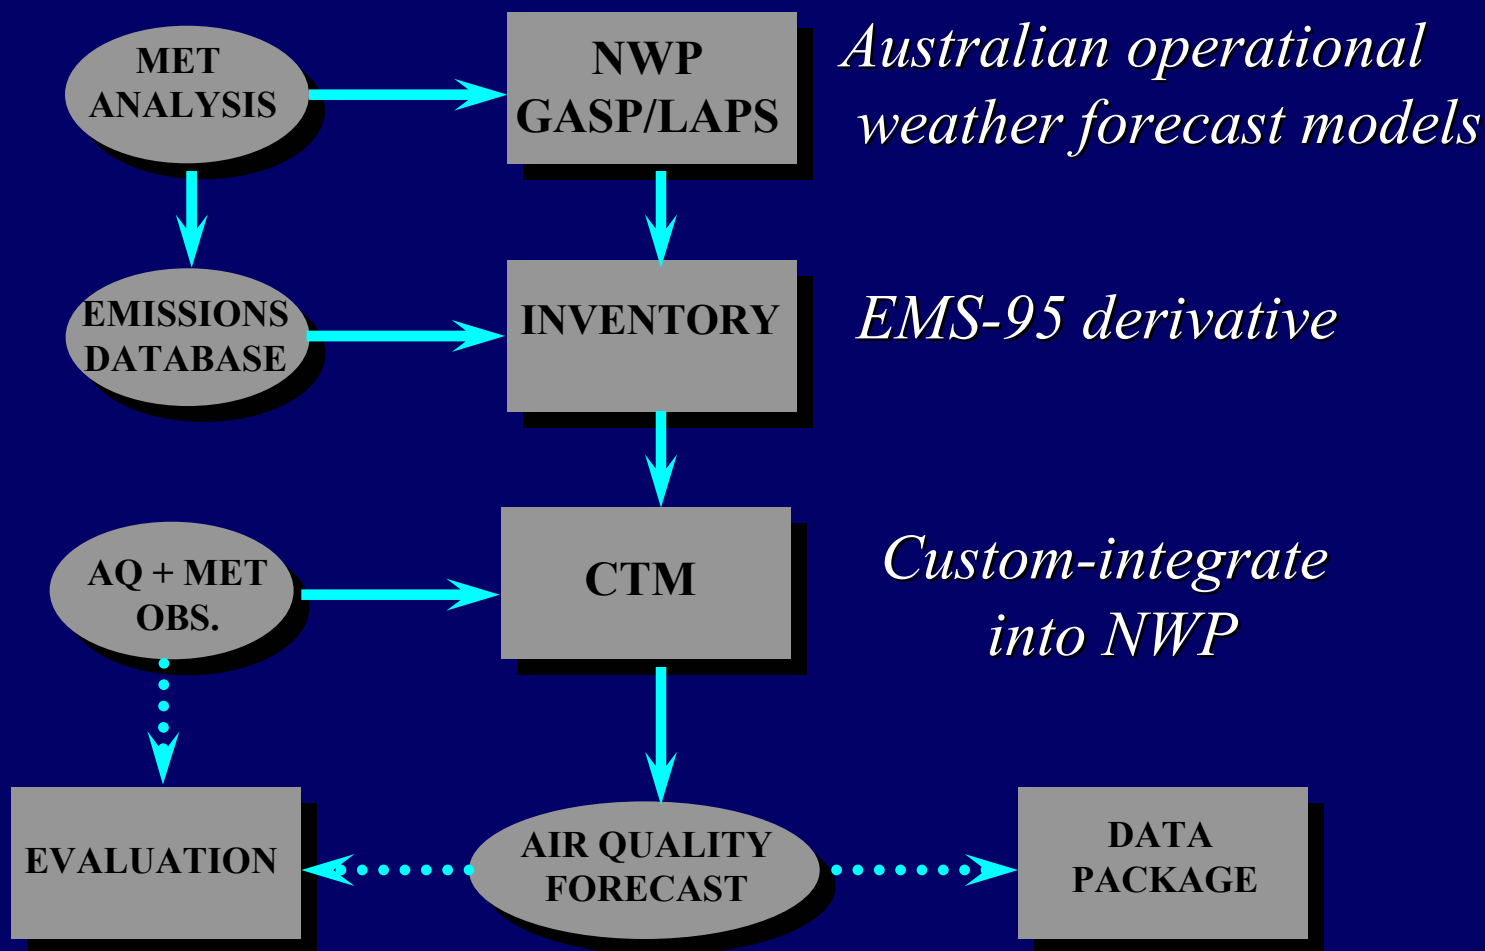 MET
ANALYSIS
NWP
GASP/LAPS
Australian operational
weather forecast models
EMISSIONS
DATABASE
INVENTORY
EMS-95 derivative
AQ + MET
OBS.
CTM
Custom-integrate
into NWP
EVALUATION
AIR QUALITY
FORECAST
DATA
PACKAGE